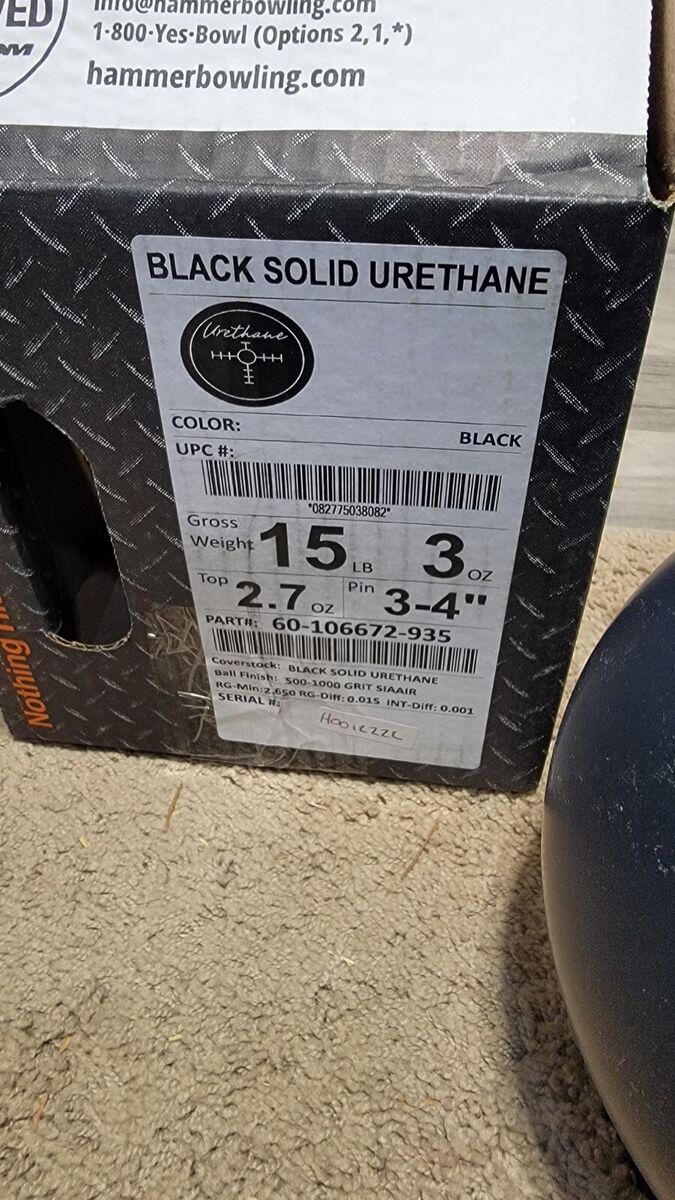 info@hammerbowling.com
1-800-Yes-Bowl (Options 2,1,*)
hammerbowling.com
BLACK SOLID URETHANE
Urethane
COLOR: BLACK
UPC #:
*082775038082*
Gross Weight 15 LB 3 OZ
Top 2.7 OZ Pin 3-4"
PART#: 60-106672-935
Coverstock: BLACK SOLID URETHANE
Ball Finish: 500-1000 GRIT SIAAIR
RG-Min:2.650 RG-Diff: 0.015 INT-Diff: 0.001
SERIAL #:
Nothing